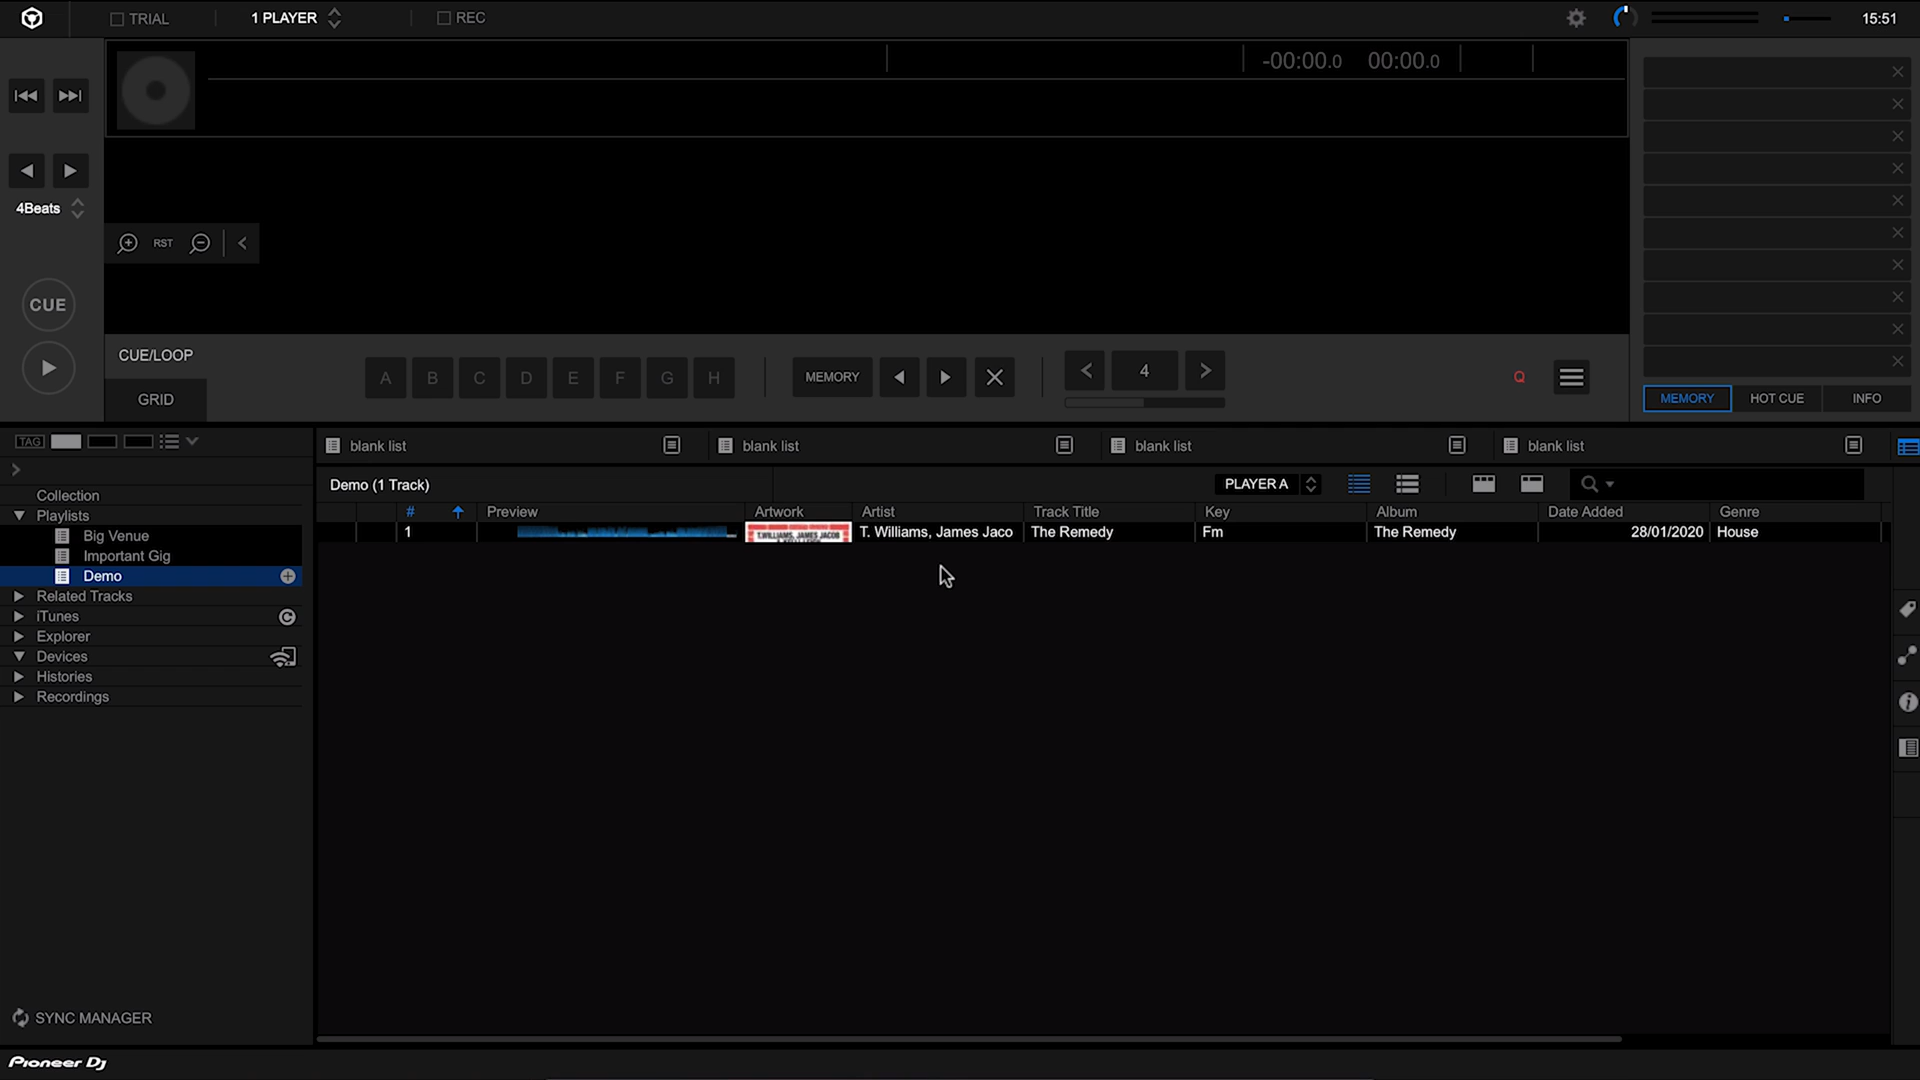 TRIAL
1 PLAYER
REC
15:51
-00:00.0 00:00.0
4Beats
RST
CUE
CUE/LOOP
GRID
A B C D E F G H
MEMORY
4
Q
MEMORY HOT CUE INFO
TAG
blank list
blank list
blank list
blank list
Demo (1 Track)
PLAYER A
# Preview Artwork Artist Track Title Key Album Date Added Genre
1 T.WILLIAMS, JAMES JACOB T. Williams, James Jaco The Remedy Fm The Remedy 28/01/2020 House
Collection
Playlists
Big Venue
Important Gig
Demo
Related Tracks
iTunes
Explorer
Devices
Histories
Recordings
SYNC MANAGER
Pioneer Dj